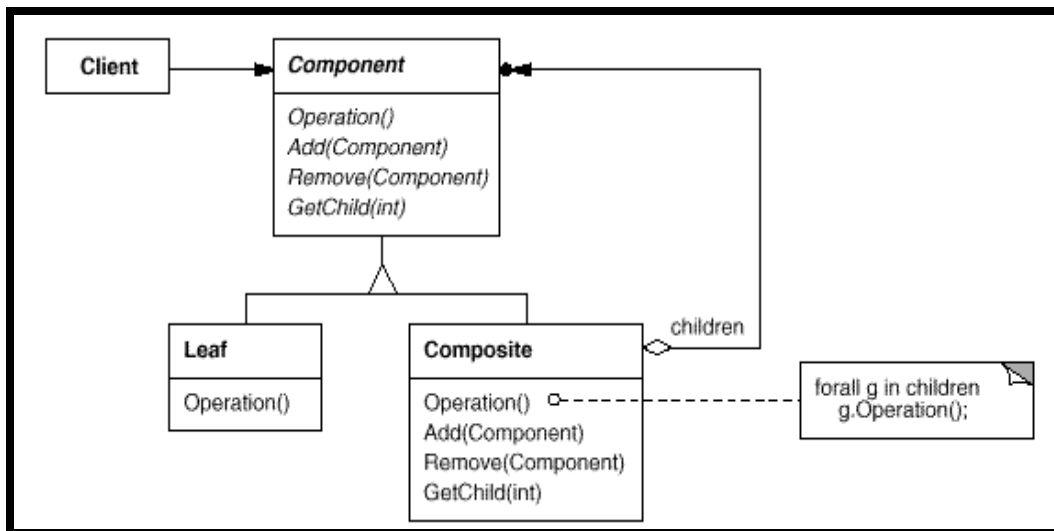 Client
Component
Operation()
Add(Component)
Remove(Component)
GetChild(int)
Leaf
Operation()
Composite
Operation()
Add(Component)
Remove(Component)
GetChild(int)
children
forall g in children
g.Operation();